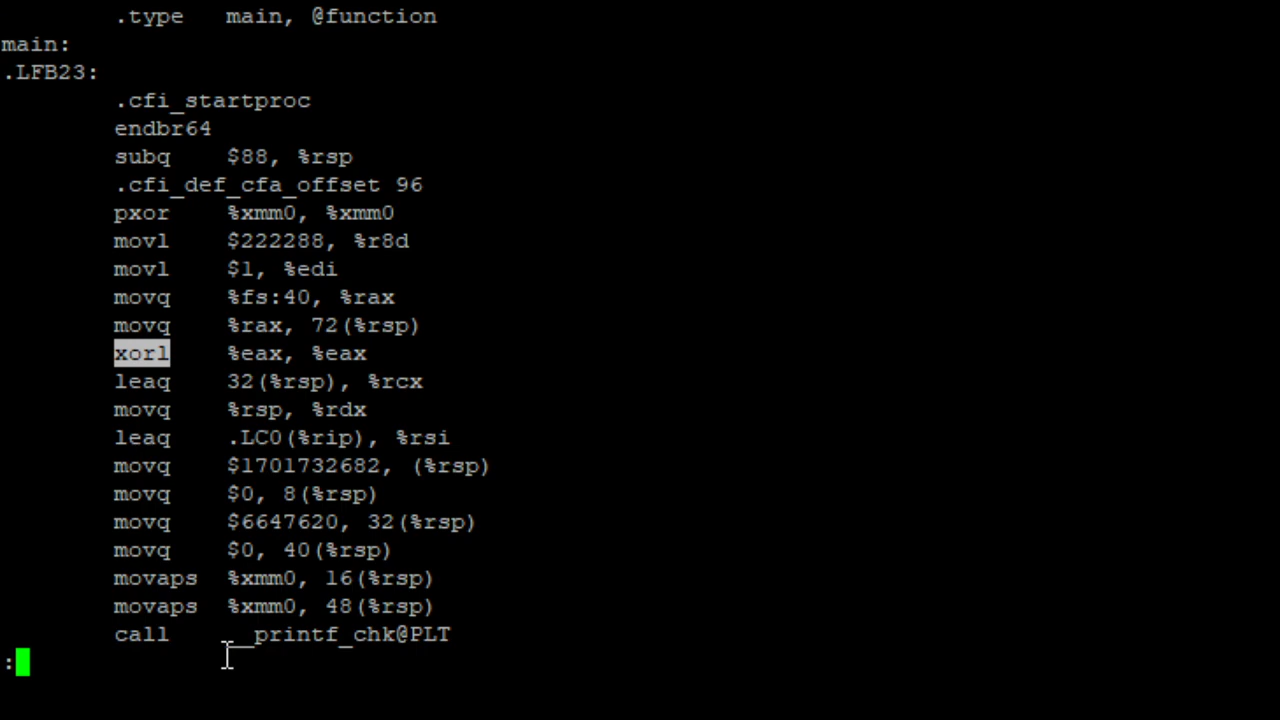 .type main, @function
main:
.LFB23:
.cfi_startproc
endbr64
subq $88, %rsp
.cfi_def_cfa_offset 96
pxor %xmm0, %xmm0
movl $222288, %r8d
movl $1, %edi
movq %fs:40, %rax
movq %rax, 72(%rsp)
xorl %eax, %eax
leaq 32(%rsp), %rcx
movq %rsp, %rdx
leaq .LC0(%rip), %rsi
movq $1701732682, (%rsp)
movq $0, 8(%rsp)
movq $6647620, 32(%rsp)
movq $0, 40(%rsp)
movaps %xmm0, 16(%rsp)
movaps %xmm0, 48(%rsp)
call __printf_chk@PLT
: